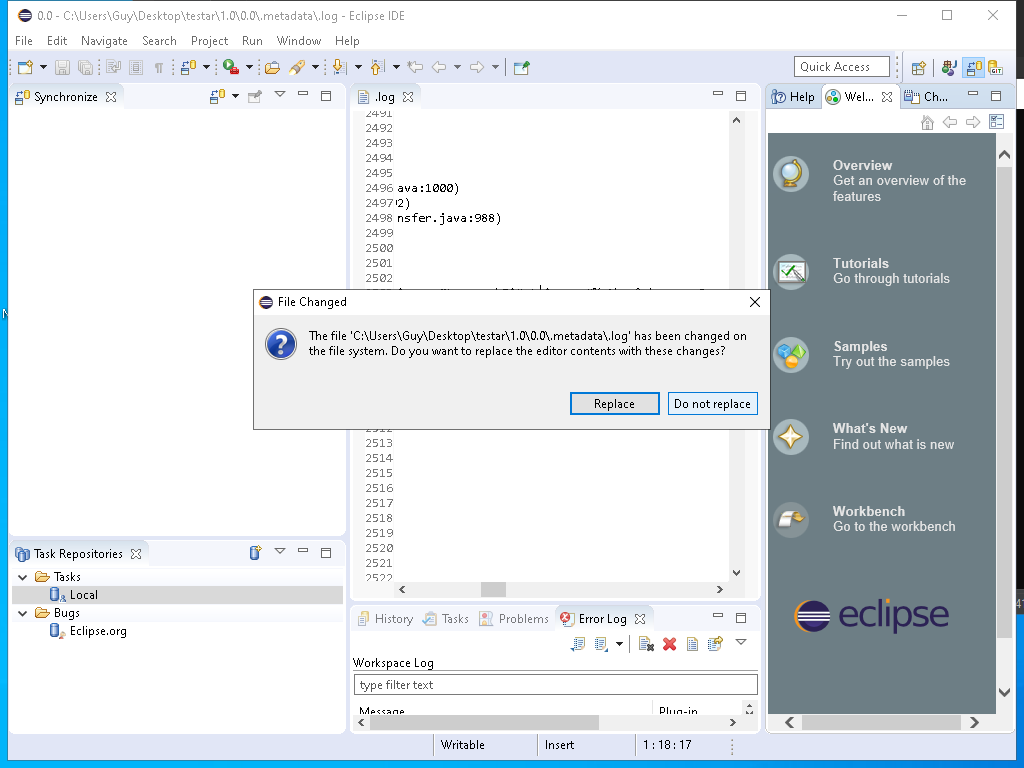 0.0 - C:\Users\Guy\Desktop\testar\1.0\0.0\.metadata\.log - Eclipse IDE
File Edit Navigate Search Project Run Window Help
Quick Access
GIT
Synchronize
.log
Help
Wel...
Ch...
2491
2492
2493
2494
2495
2496 ava:1000)
2497 2)
2498 nsfer.java:988)
2499
2500
2501
2502
File Changed
The file 'C:\Users\Guy\Desktop\testar\1.0\0.0\.metadata\.log' has been changed on
the file system. Do you want to replace the editor contents with these changes?
Replace
Do not replace
2512
2513
2514
2515
2516
2517
2518
2519
2520
2521
2522
Overview
Get an overview of the
features
Tutorials
Go through tutorials
Samples
Try out the samples
What's New
Find out what is new
Workbench
Go to the workbench
eclipse
Task Repositories
Tasks
Local
Bugs
Eclipse.org
History
Tasks
Problems
Error Log
Workspace Log
type filter text
Message
Plug-in
Writable
Insert
1 : 18 : 17